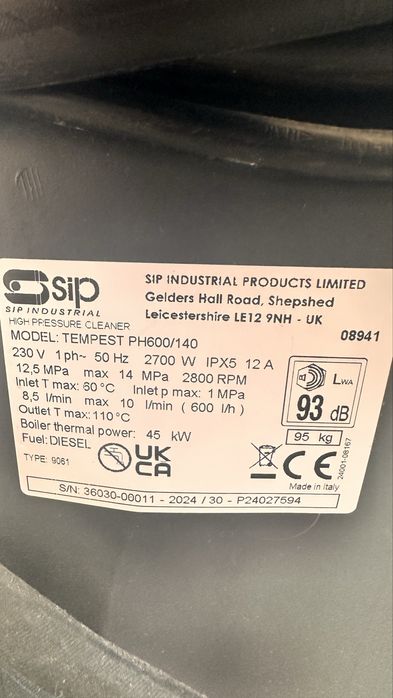 sip
SIP INDUSTRIAL
SIP INDUSTRIAL PRODUCTS LIMITED
Gelders Hall Road, Shepshed
Leicestershire LE12 9NH - UK
HIGH PRESSURE CLEANER
08941
MODEL: TEMPEST PH600/140
230 V 1 ph~ 50 Hz 2700 W IPX5 12 A
12,5 MPa max 14 MPa 2800 RPM
Inlet T max: 60°C Inlet p max: 1 MPa
8,5 l/min max 10 l/min ( 600 l/h )
Outlet T max: 110°C
Boiler thermal power: 45 kW
Fuel: DIESEL
TYPE: 9061
UK
CA
LWA
93 dB
95 kg
CE
Made in Italy
24001-08167
S/N: 36030-00011 - 2024 / 30 - P24027594